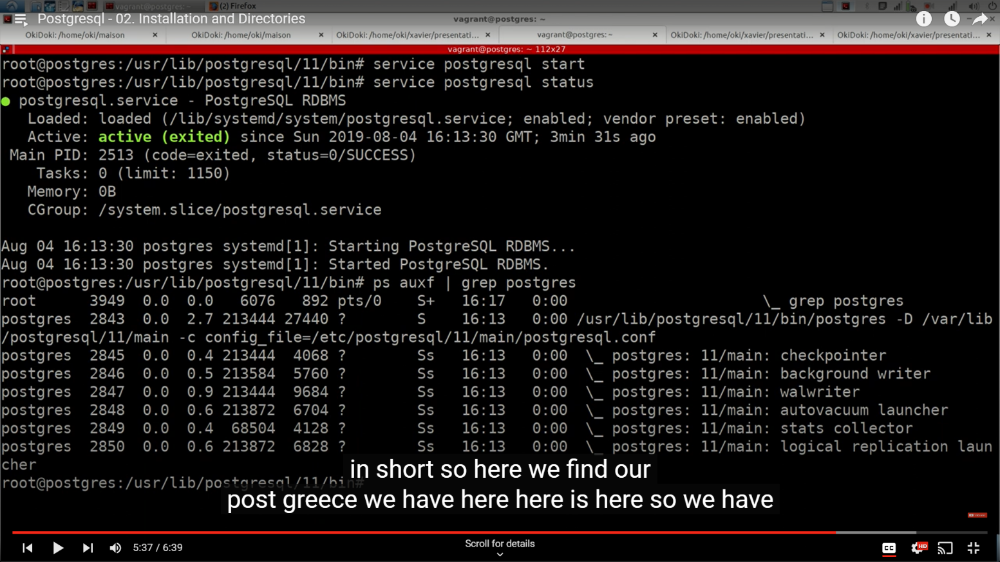 vagrant@postgres: ~
(2) Firefox
Postgresql - 02. Installation and Directories
vagrant@postgres: ~
OkiDoki: /home/oki/maison
OkiDoki: /home/oki/maison
OkiDoki: /home/oki/xavier/presentati...
vagrant@postgres: ~
OkiDoki: /home/oki/xavier/presentati...
OkiDoki: /home/oki/xavier/presentati...
vagrant@postgres: ~ 112x27
root@postgres:/usr/lib/postgresql/11/bin# service postgresql start
root@postgres:/usr/lib/postgresql/11/bin# service postgresql status
● postgresql.service - PostgreSQL RDBMS
Loaded: loaded (/lib/systemd/system/postgresql.service; enabled; vendor preset: enabled)
Active: active (exited) since Sun 2019-08-04 16:13:30 GMT; 3min 31s ago
Main PID: 2513 (code=exited, status=0/SUCCESS)
Tasks: 0 (limit: 1150)
Memory: 0B
CGroup: /system.slice/postgresql.service
Aug 04 16:13:30 postgres systemd[1]: Starting PostgreSQL RDBMS...
Aug 04 16:13:30 postgres systemd[1]: Started PostgreSQL RDBMS.
root@postgres:/usr/lib/postgresql/11/bin# ps auxf | grep postgres
root 3949 0.0 0.0 6076 892 pts/0 S+ 16:17 0:00 \_ grep postgres
postgres 2843 0.0 2.7 213444 27440 ? S 16:13 0:00 /usr/lib/postgresql/11/bin/postgres -D /var/lib
/postgresql/11/main -c config_file=/etc/postgresql/11/main/postgresql.conf
postgres 2845 0.0 0.4 213444 4068 ? Ss 16:13 0:00 \_ postgres: 11/main: checkpointer
postgres 2846 0.0 0.5 213584 5760 ? Ss 16:13 0:00 \_ postgres: 11/main: background writer
postgres 2847 0.0 0.9 213444 9684 ? Ss 16:13 0:00 \_ postgres: 11/main: walwriter
postgres 2848 0.0 0.6 213872 6704 ? Ss 16:13 0:00 \_ postgres: 11/main: autovacuum launcher
postgres 2849 0.0 0.4 68504 4128 ? Ss 16:13 0:00 \_ postgres: 11/main: stats collector
postgres 2850 0.0 0.6 213872 6828 ? Ss 16:13 0:00 \_ postgres: 11/main: logical replication laun
cher
root@postgres:/usr/lib/postgresql/11/bin#
in short so here we find our
post greece we have here here is here so we have
5:37 / 6:39
Scroll for details
CC
HD